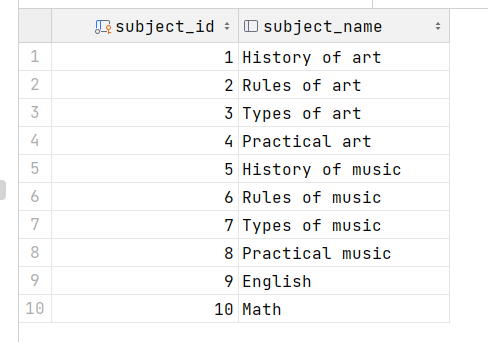 subject_id subject_name
1 1 History of art
2 2 Rules of art
3 3 Types of art
4 4 Practical art
5 5 History of music
6 6 Rules of music
7 7 Types of music
8 8 Practical music
9 9 English
10 10 Math